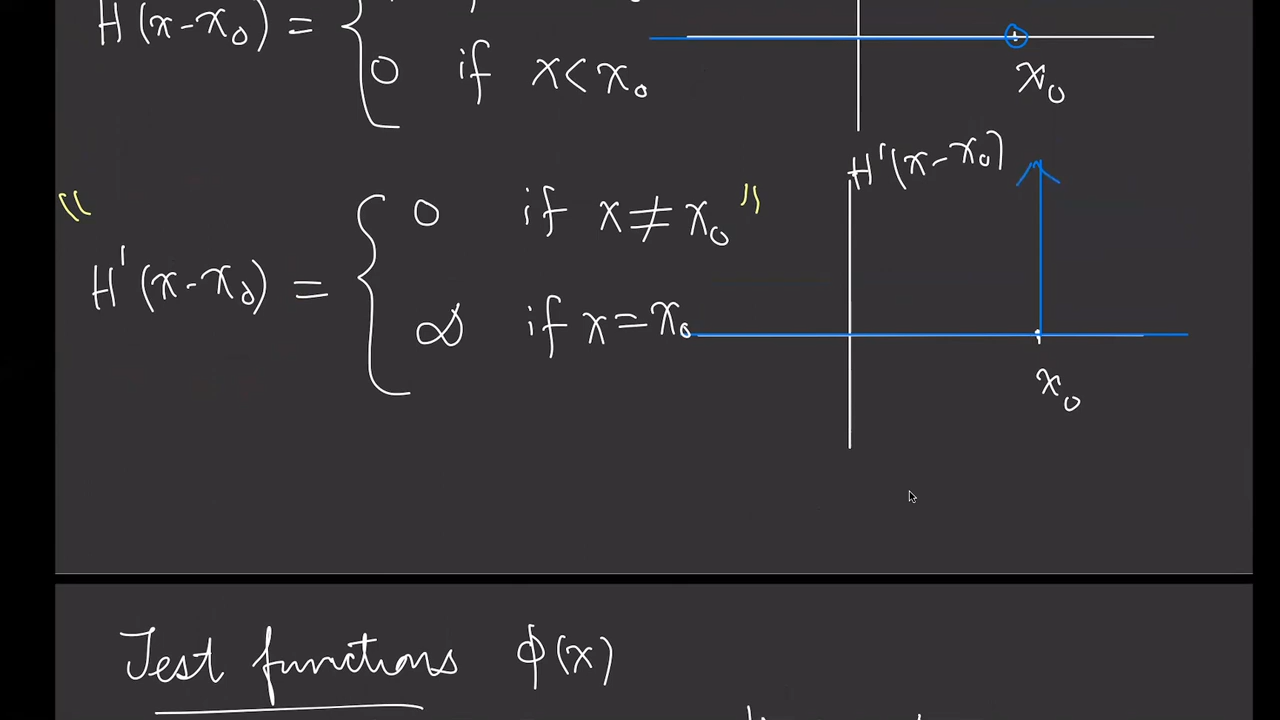 H(x-x₀) = {
0 if x<x₀
x₀
H'(x-x₀)
" 0 if x≠x₀ "
H'(x-x₀) = {
∞ if x=x₀
x₀
Test functions ϕ(x)